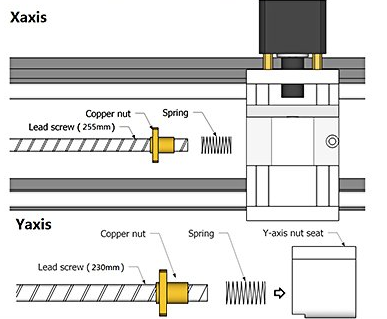 Xaxis
Copper nut
Spring
Lead screw ( 255mm)
Yaxis
Copper nut
Spring
Y-axis nut seat
Lead screw ( 230mm)